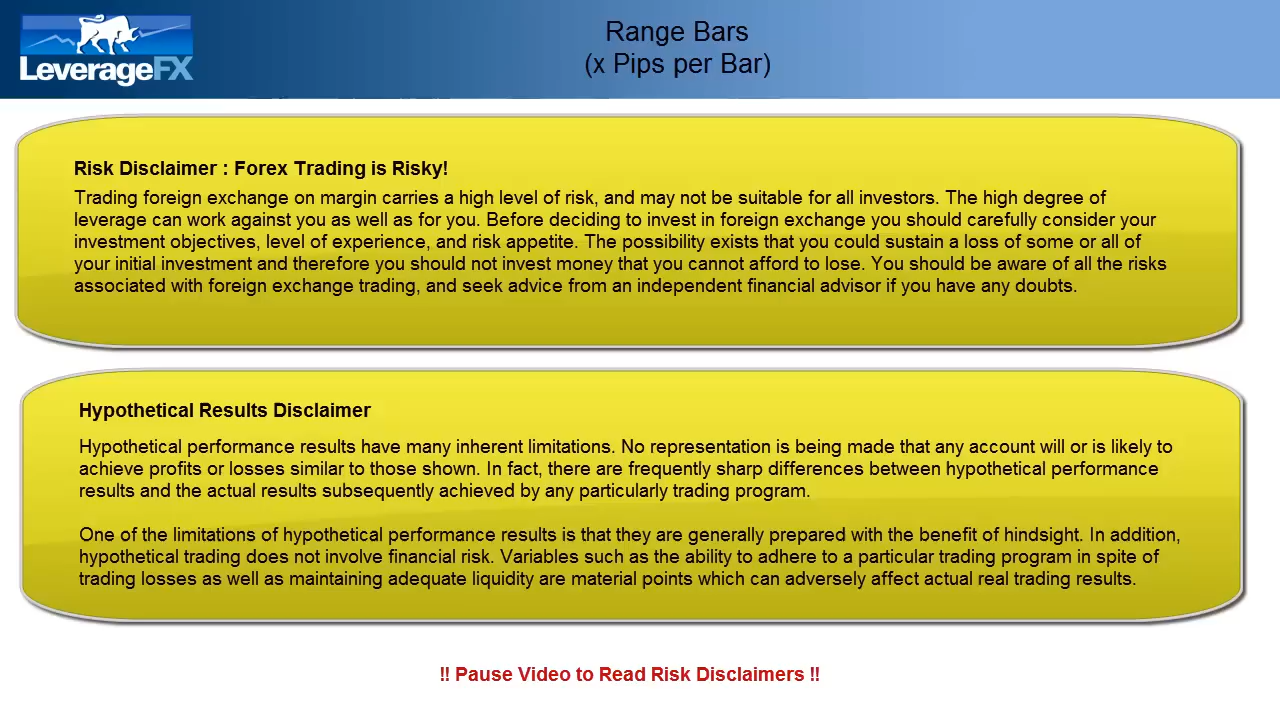 LeverageFX
Range Bars
(x Pips per Bar)
Risk Disclaimer : Forex Trading is Risky!
Trading foreign exchange on margin carries a high level of risk, and may not be suitable for all investors. The high degree of
leverage can work against you as well as for you. Before deciding to invest in foreign exchange you should carefully consider your
investment objectives, level of experience, and risk appetite. The possibility exists that you could sustain a loss of some or all of
your initial investment and therefore you should not invest money that you cannot afford to lose. You should be aware of all the risks
associated with foreign exchange trading, and seek advice from an independent financial advisor if you have any doubts.
Hypothetical Results Disclaimer
Hypothetical performance results have many inherent limitations. No representation is being made that any account will or is likely to
achieve profits or losses similar to those shown. In fact, there are frequently sharp differences between hypothetical performance
results and the actual results subsequently achieved by any particularly trading program.
One of the limitations of hypothetical performance results is that they are generally prepared with the benefit of hindsight. In addition,
hypothetical trading does not involve financial risk. Variables such as the ability to adhere to a particular trading program in spite of
trading losses as well as maintaining adequate liquidity are material points which can adversely affect actual real trading results.
!! Pause Video to Read Risk Disclaimers !!